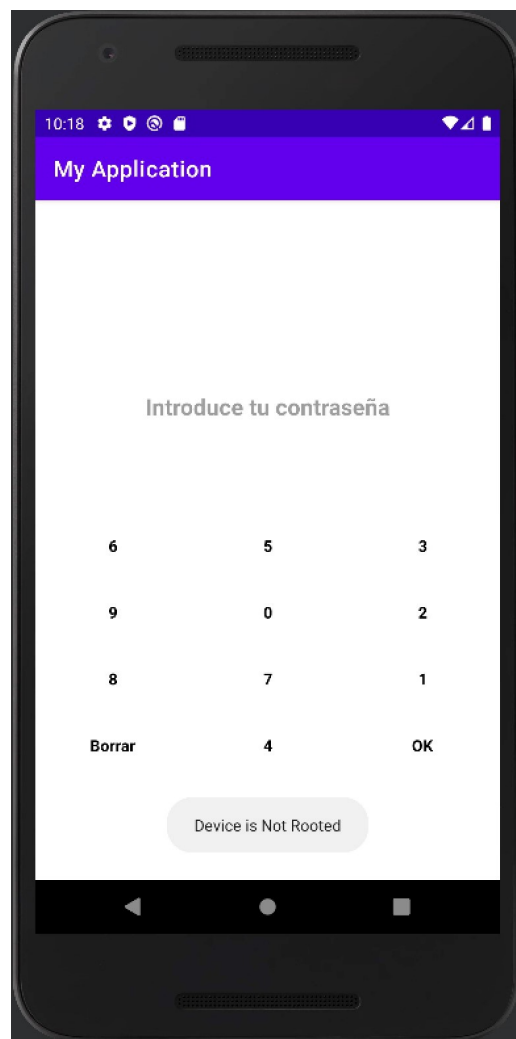 10:18
My Application
Introduce tu contraseña
6 5 3
9 0 2
8 7 1
Borrar 4 OK
Device is Not Rooted